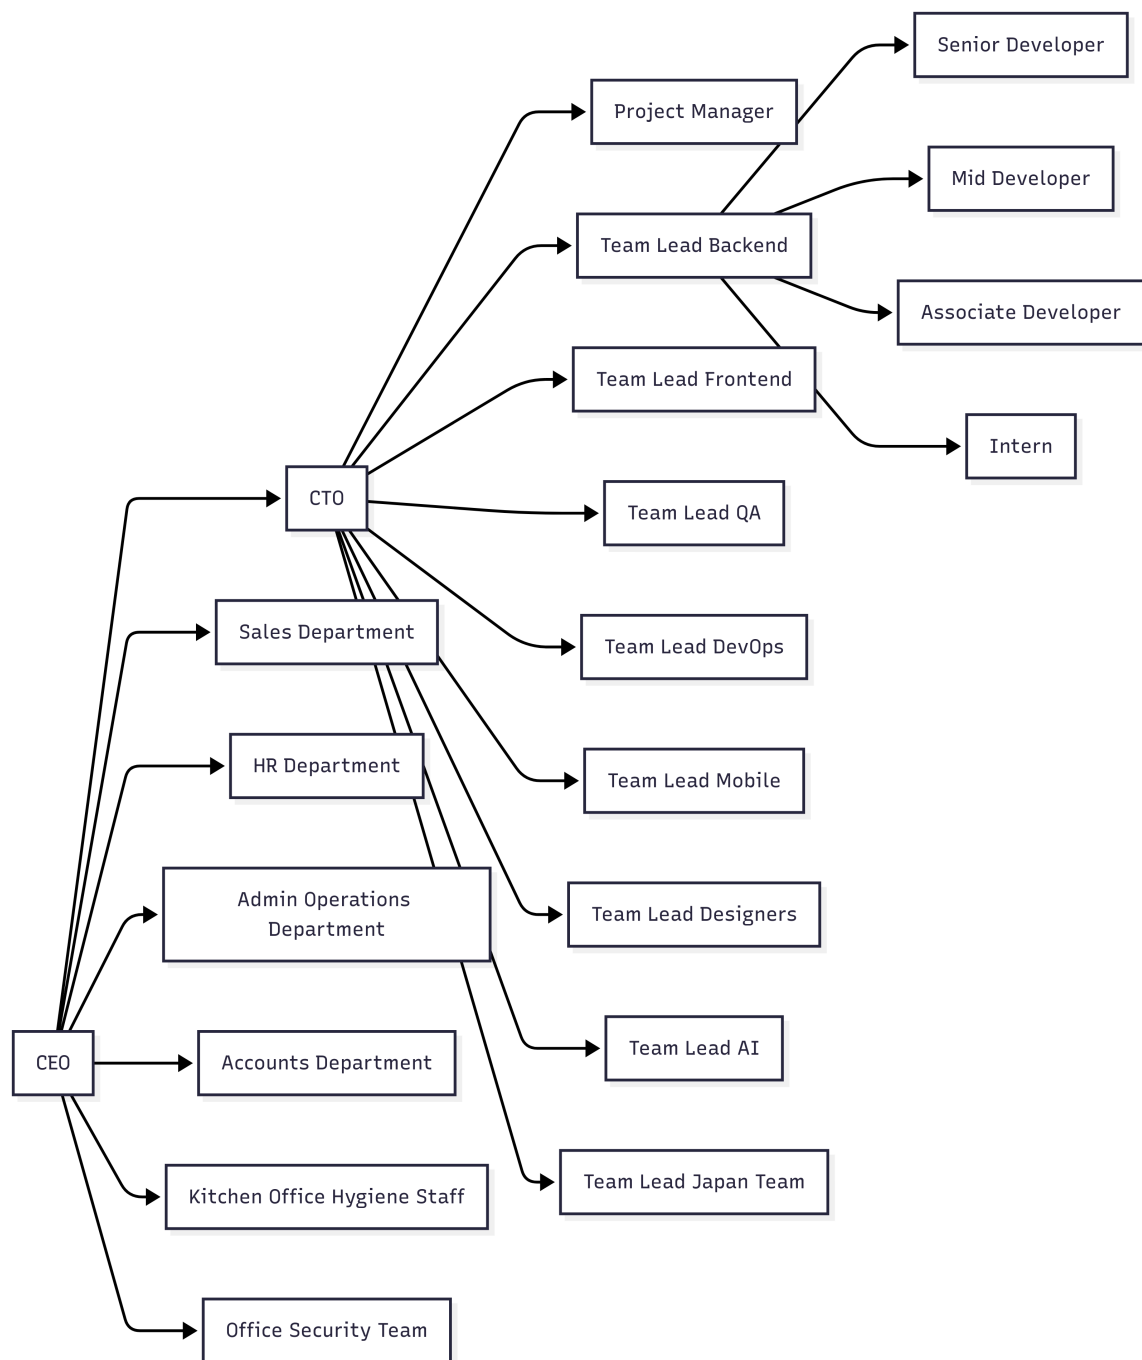 Senior Developer
Project Manager
Mid Developer
Team Lead Backend
Associate Developer
Team Lead Frontend
Intern
CTO
Team Lead QA
Sales Department
Team Lead DevOps
HR Department
Team Lead Mobile
Admin Operations
Department
Team Lead Designers
CEO
Accounts Department
Team Lead AI
Kitchen Office Hygiene Staff
Team Lead Japan Team
Office Security Team